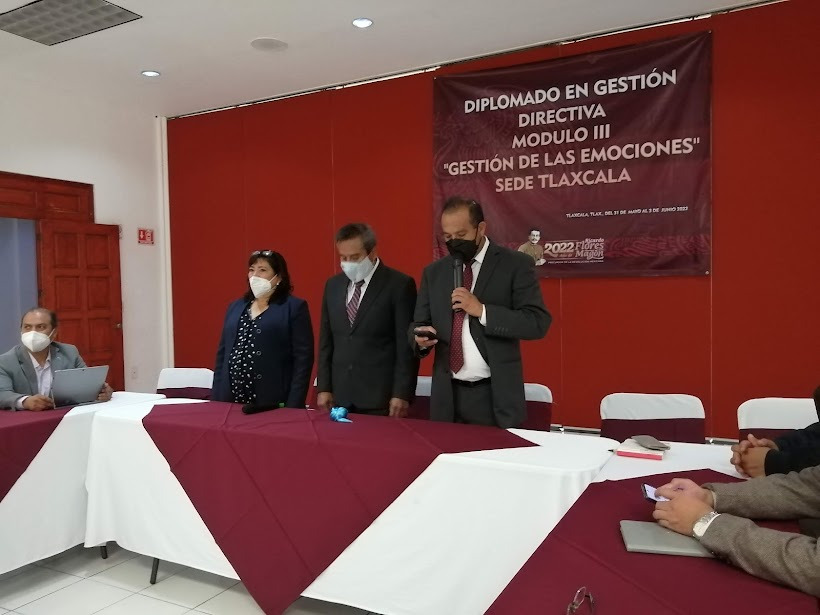 DIPLOMADO EN GESTIÓN
DIRECTIVA
MODULO III
"GESTIÓN DE LAS EMOCIONES"
SEDE TLAXCALA
TLAXCALA, TLAX., DEL 31 DE MAYO AL 3 DE JUNIO 2022
2022 Ricardo
Flores
Magón